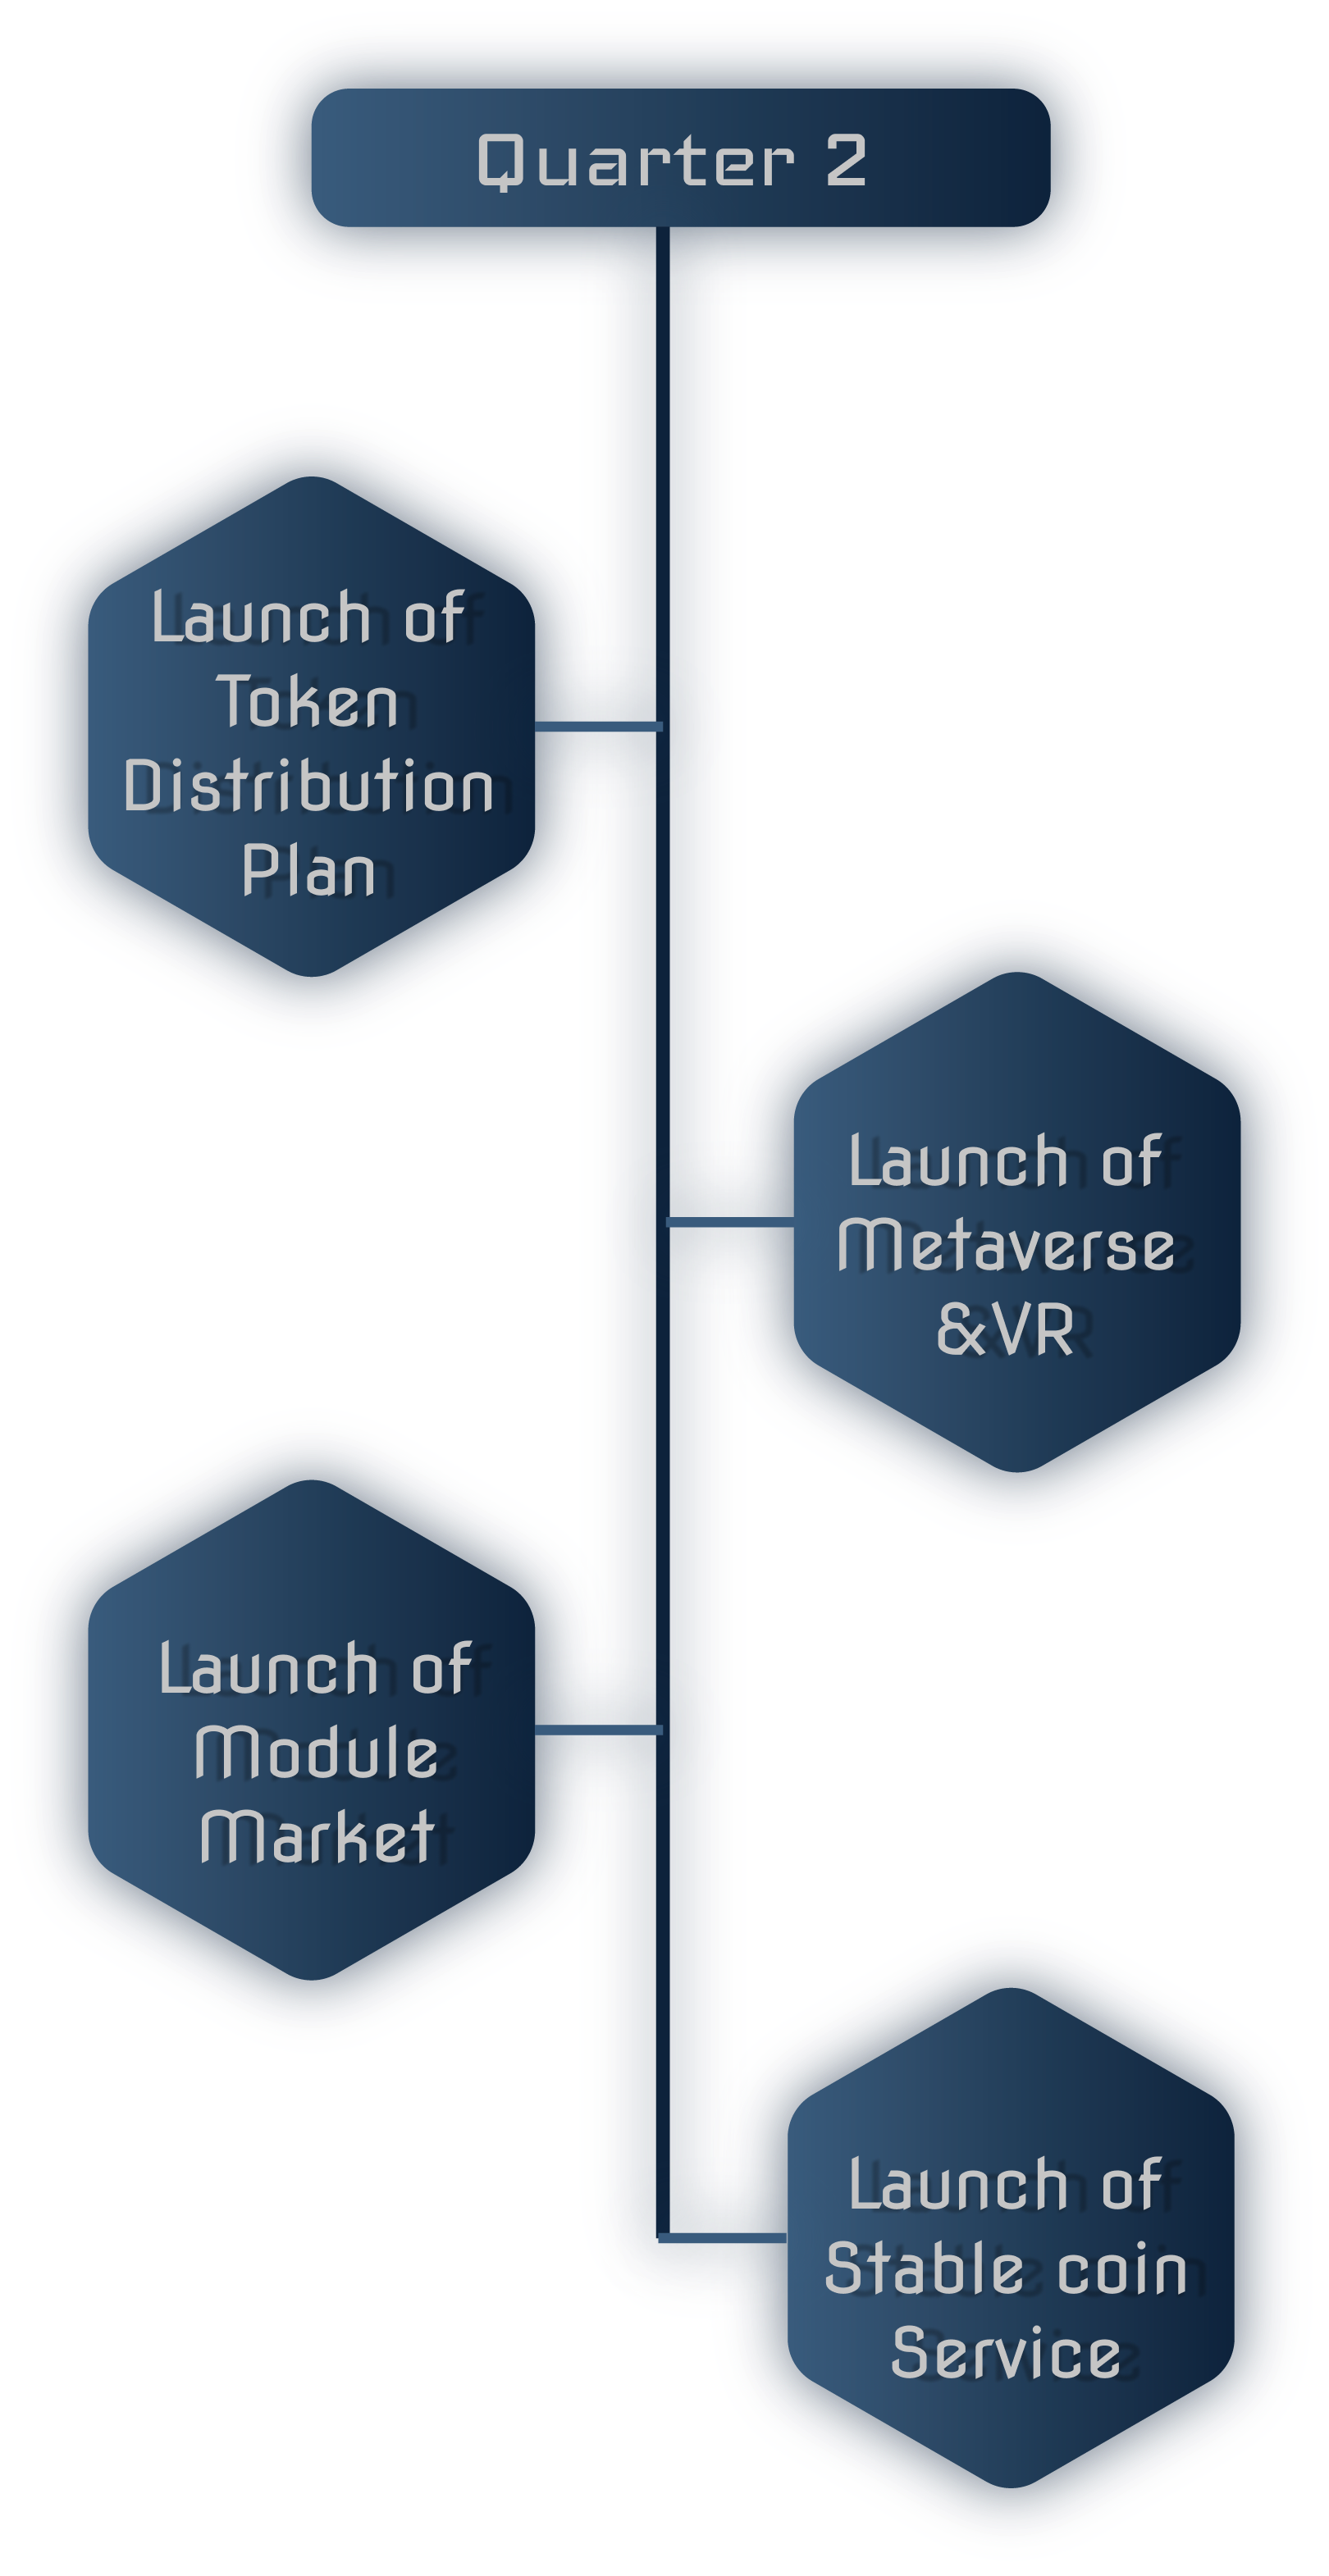 Quarter 2
Launch of
Token
Distribution
Plan
Launch of
Metaverse
&VR
Launch of
Module
Market
Launch of
Stable coin
Service